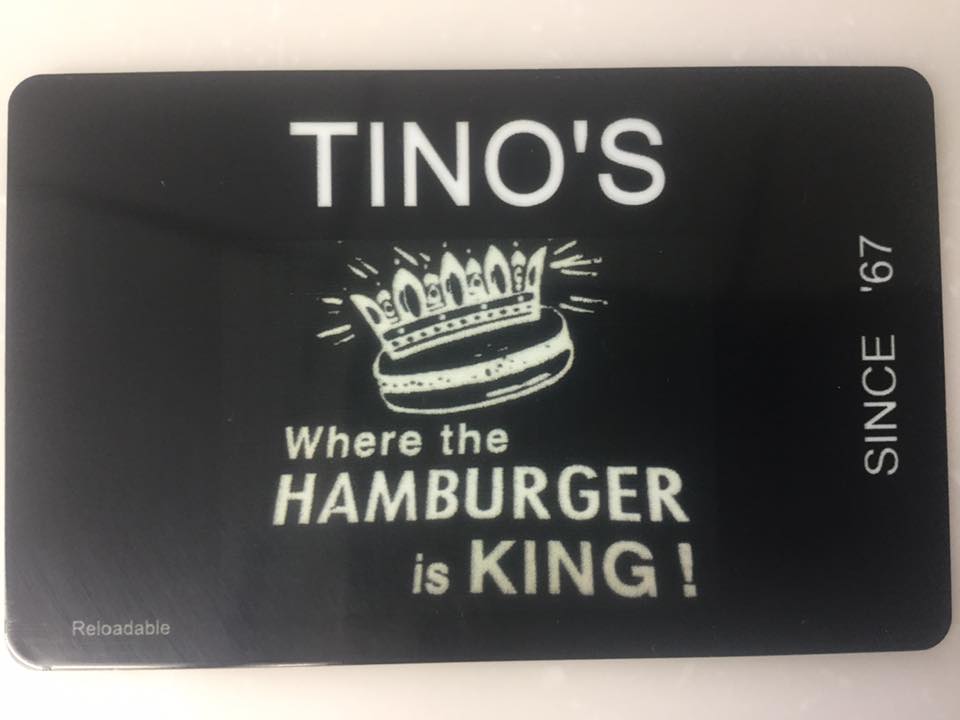 TINO'S
Where the
HAMBURGER
is KING !
SINCE '67
Reloadable